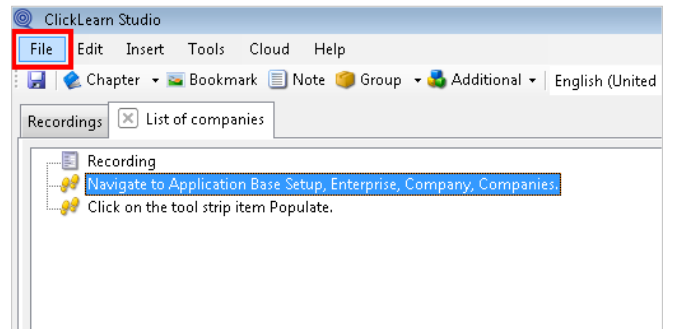 ClickLearn Studio
File Edit Insert Tools Cloud Help
Chapter Bookmark Note Group Additional English (United
Recordings List of companies
Recording
Navigate to Application Base Setup, Enterprise, Company, Companies.
Click on the tool strip item Populate.